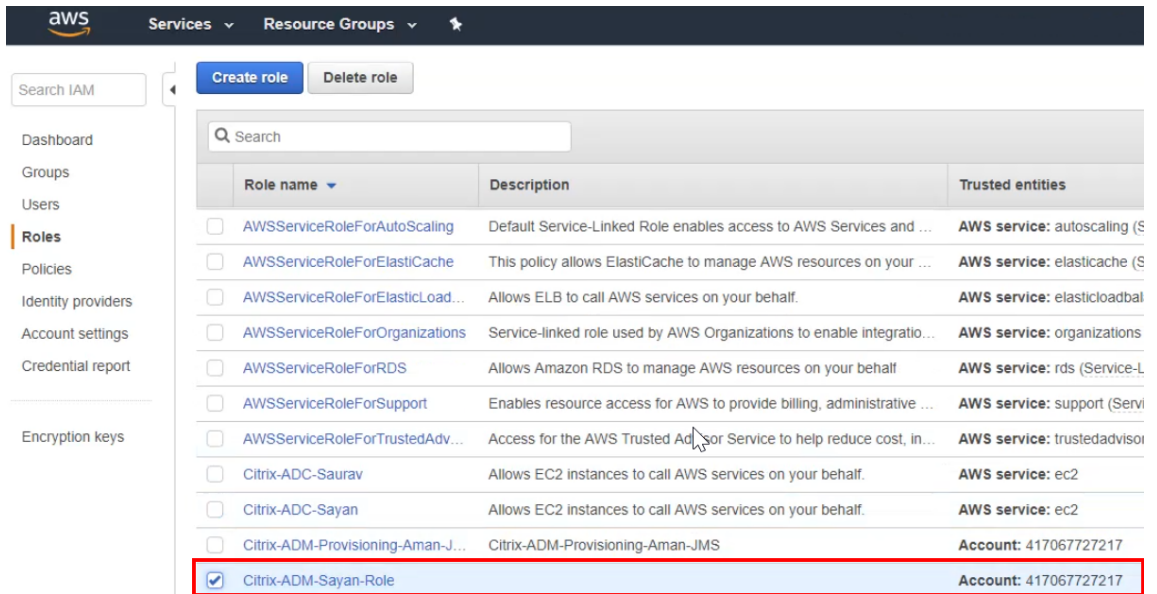 aws Services Resource Groups
Search IAM
Dashboard
Groups
Users
Roles
Policies
Identity providers
Account settings
Credential report
Encryption keys
Create role Delete role
Search
Role name Description Trusted entities
AWSServiceRoleForAutoScaling Default Service-Linked Role enables access to AWS Services and ... AWS service: autoscaling (S
AWSServiceRoleForElastiCache This policy allows ElastiCache to manage AWS resources on your ... AWS service: elasticache (S
AWSServiceRoleForElasticLoad... Allows ELB to call AWS services on your behalf. AWS service: elasticloadbal
AWSServiceRoleForOrganizations Service-linked role used by AWS Organizations to enable integratio... AWS service: organizations
AWSServiceRoleForRDS Allows Amazon RDS to manage AWS resources on your behalf AWS service: rds (Service-L
AWSServiceRoleForSupport Enables resource access for AWS to provide billing, administrative ... AWS service: support (Servi
AWSServiceRoleForTrustedAdv... Access for the AWS Trusted Advisor Service to help reduce cost, in... AWS service: trustedadvisor
Citrix-ADC-Saurav Allows EC2 instances to call AWS services on your behalf. AWS service: ec2
Citrix-ADC-Sayan Allows EC2 instances to call AWS services on your behalf. AWS service: ec2
Citrix-ADM-Provisioning-Aman-J... Citrix-ADM-Provisioning-Aman-JMS Account: 417067727217
Citrix-ADM-Sayan-Role Account: 417067727217